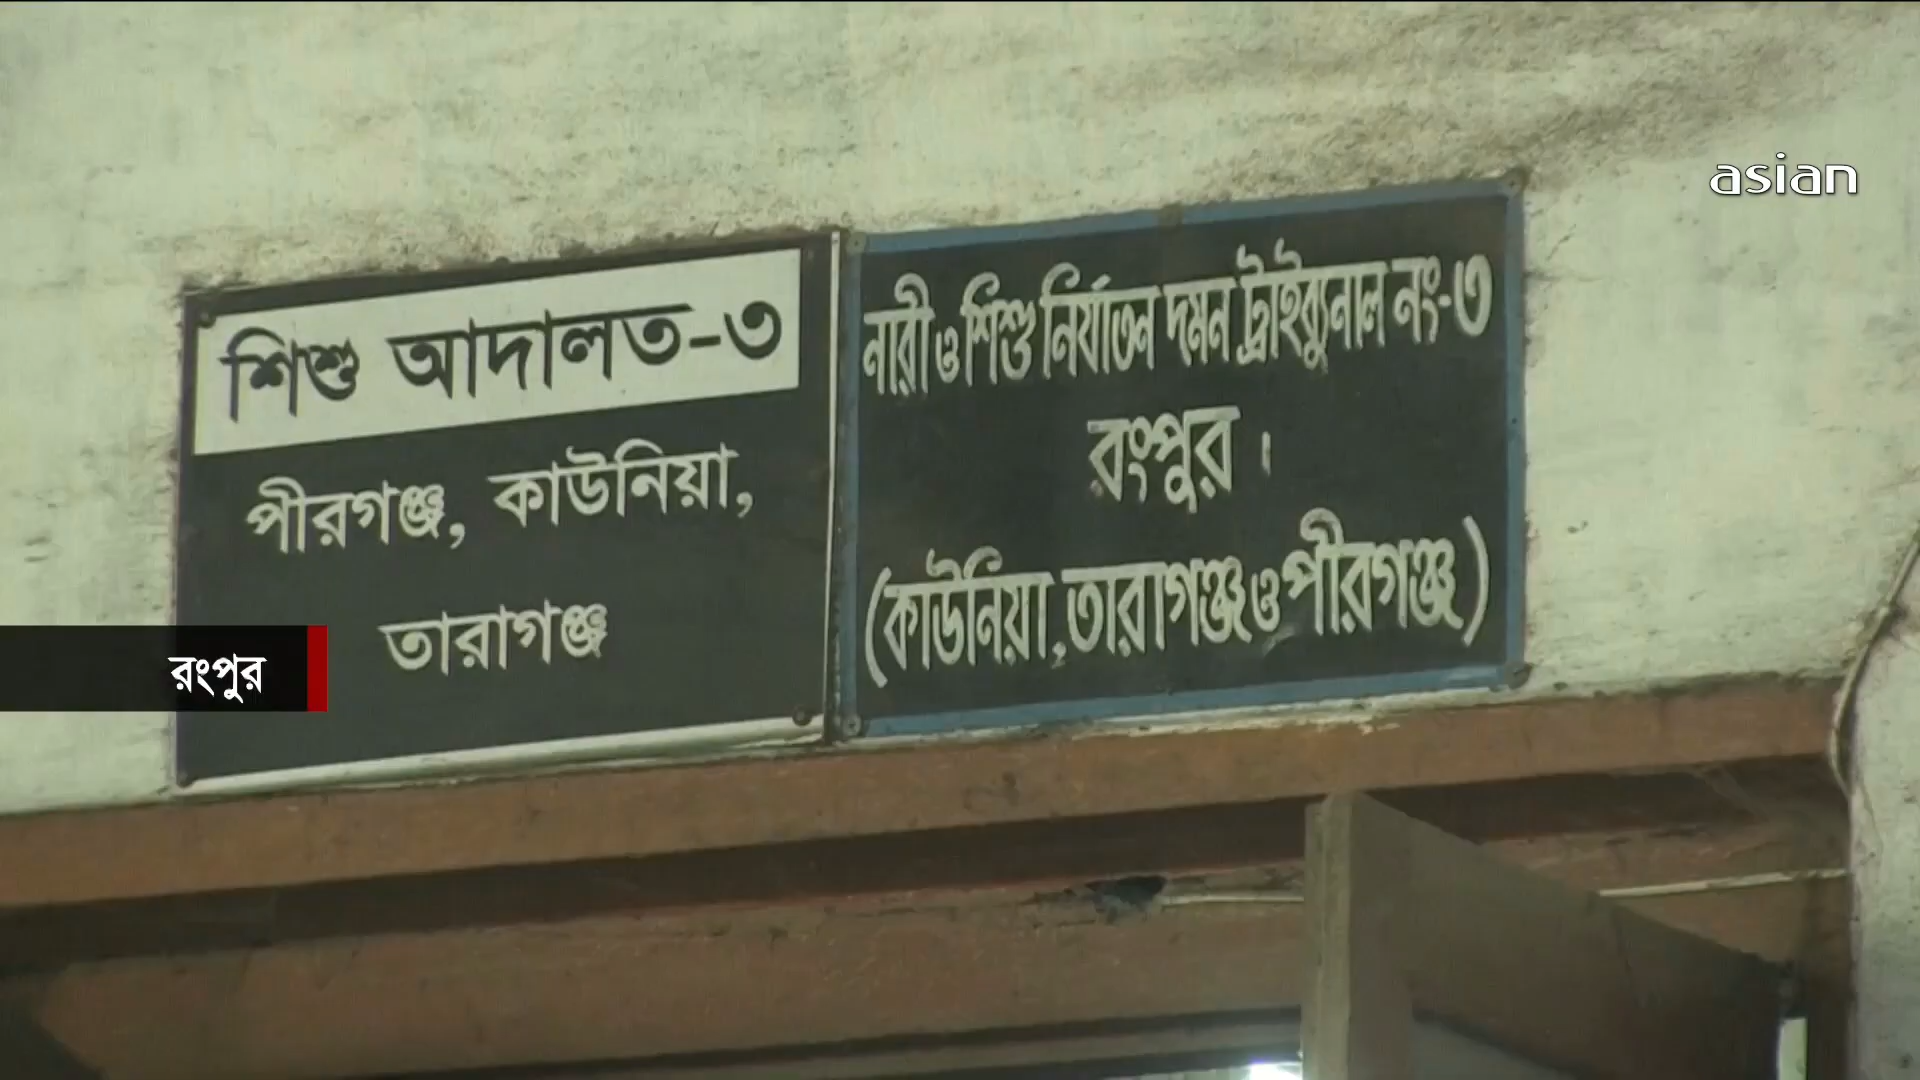 asian
শিশু আদালত-৩
পীরগঞ্জ, কাউনিয়া,
তারাগঞ্জ
নারী ও শিশু নির্যাতন দমন ট্রাইব্যুনাল নং-৩
রংপুর ।
(কাউনিয়া, তারাগঞ্জ ও পীরগঞ্জ)
রংপুর